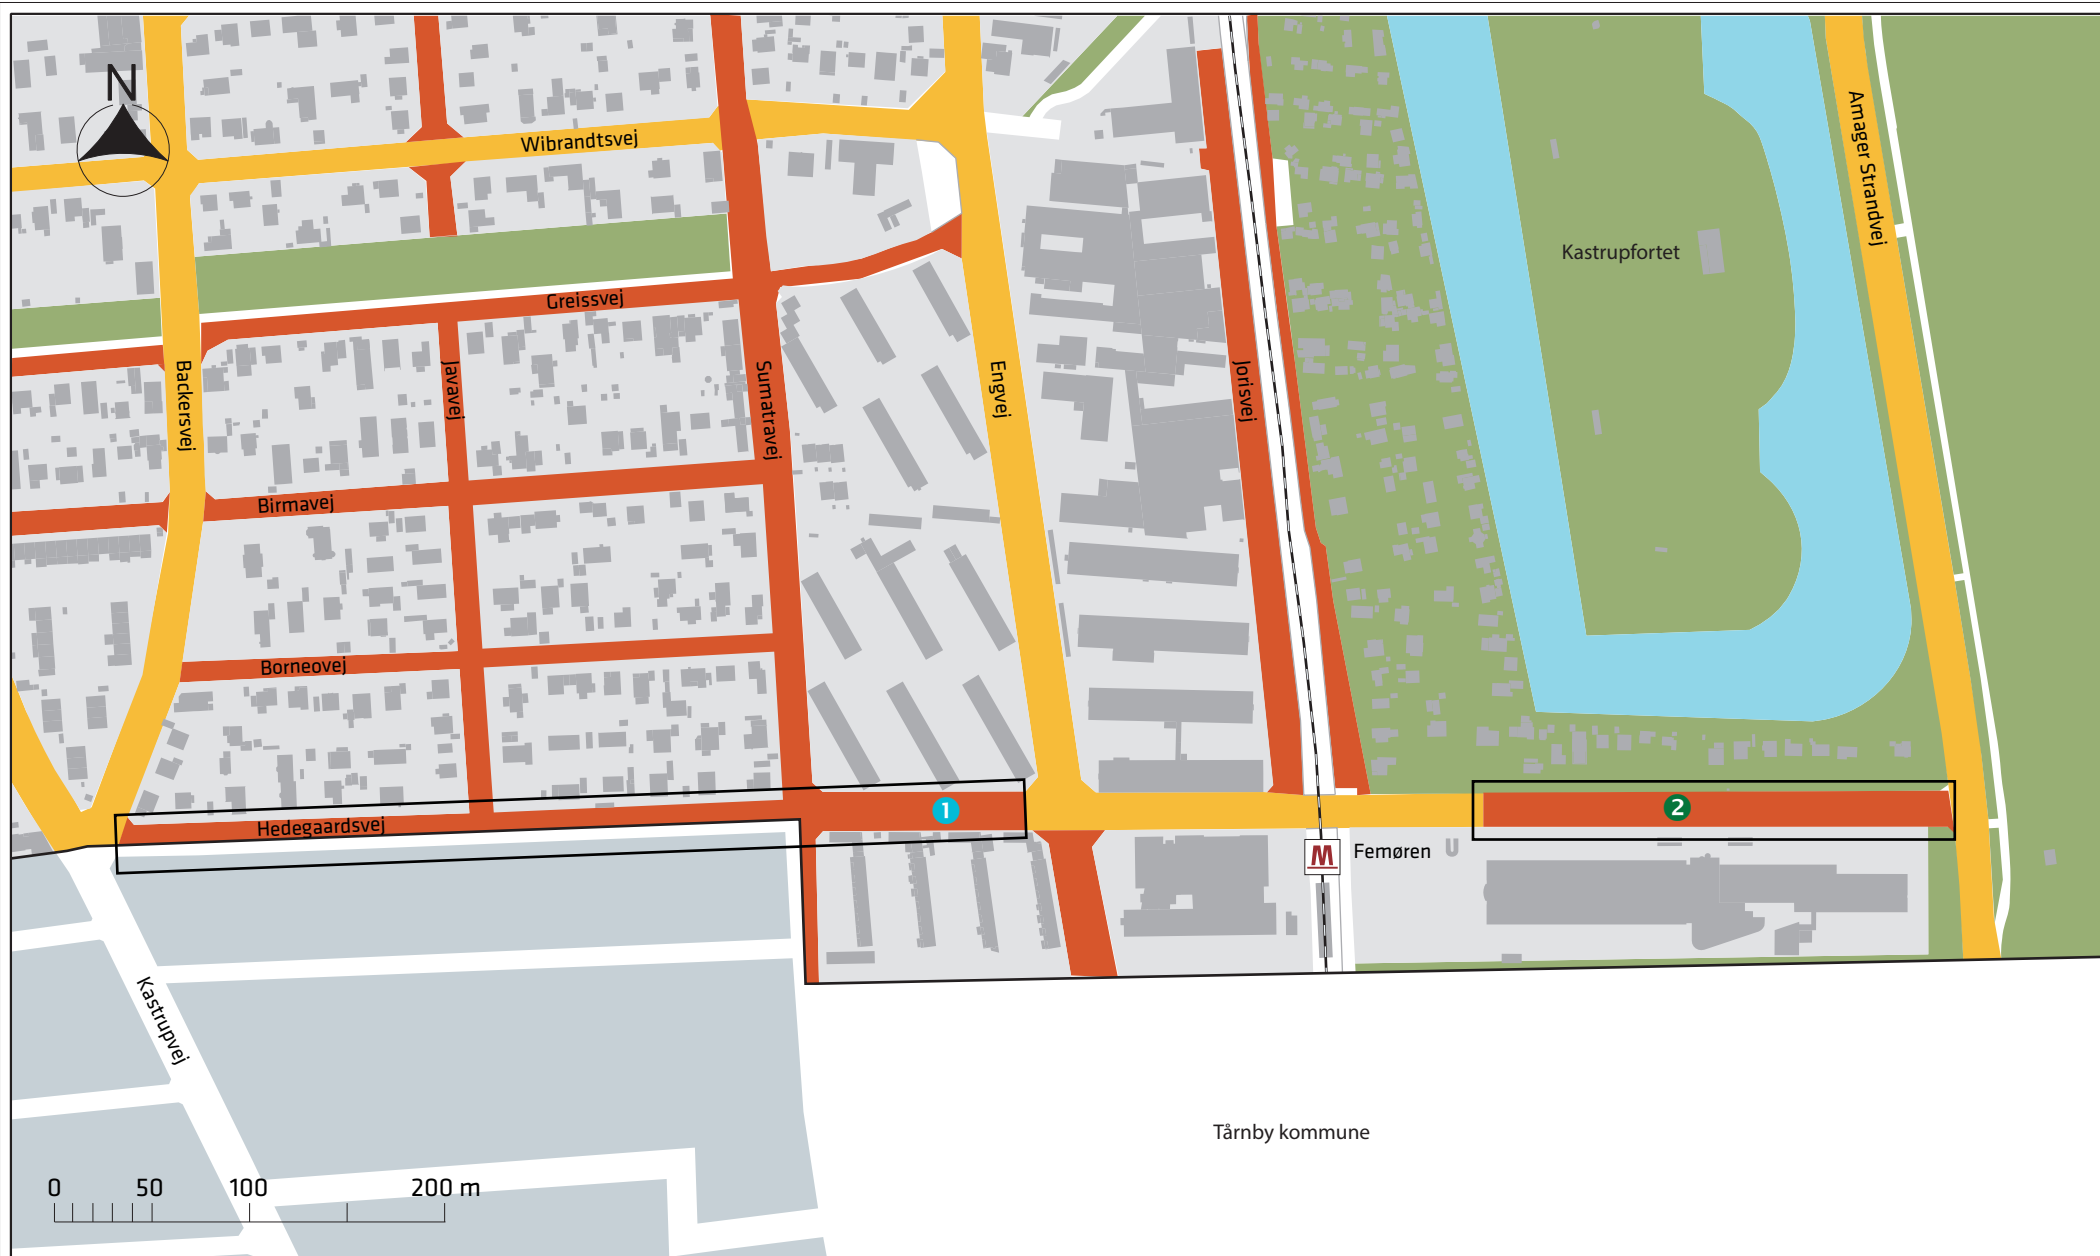 N
Wibrandtsvej
Amager Strandvej
Kastrupfortet
Greissvej
Backersvej
Javavej
Sumatravej
Engvej
Jorisvej
Birmavej
Borneovej
Hedegaardsvej
1
2
M
Femøren
Kastrupvej
Tårnby kommune
0 50 100 200 m